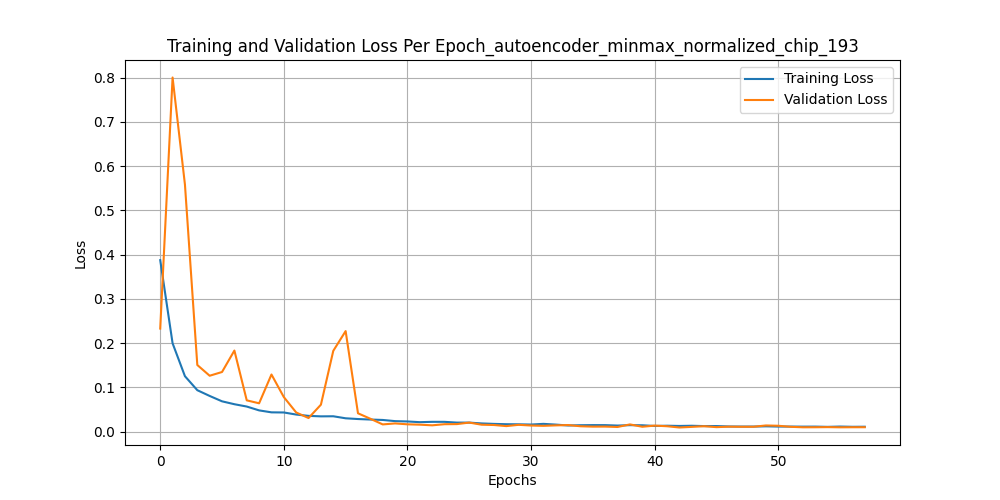 Training and Validation Loss Per Epoch_autoencoder_minmax_normalized_chip_193
Training Loss
Validation Loss
0.8
0.7
0.6
0.5
0.4
0.3
0.2
0.1
0.0
Loss
0 10 20 30 40 50
Epochs